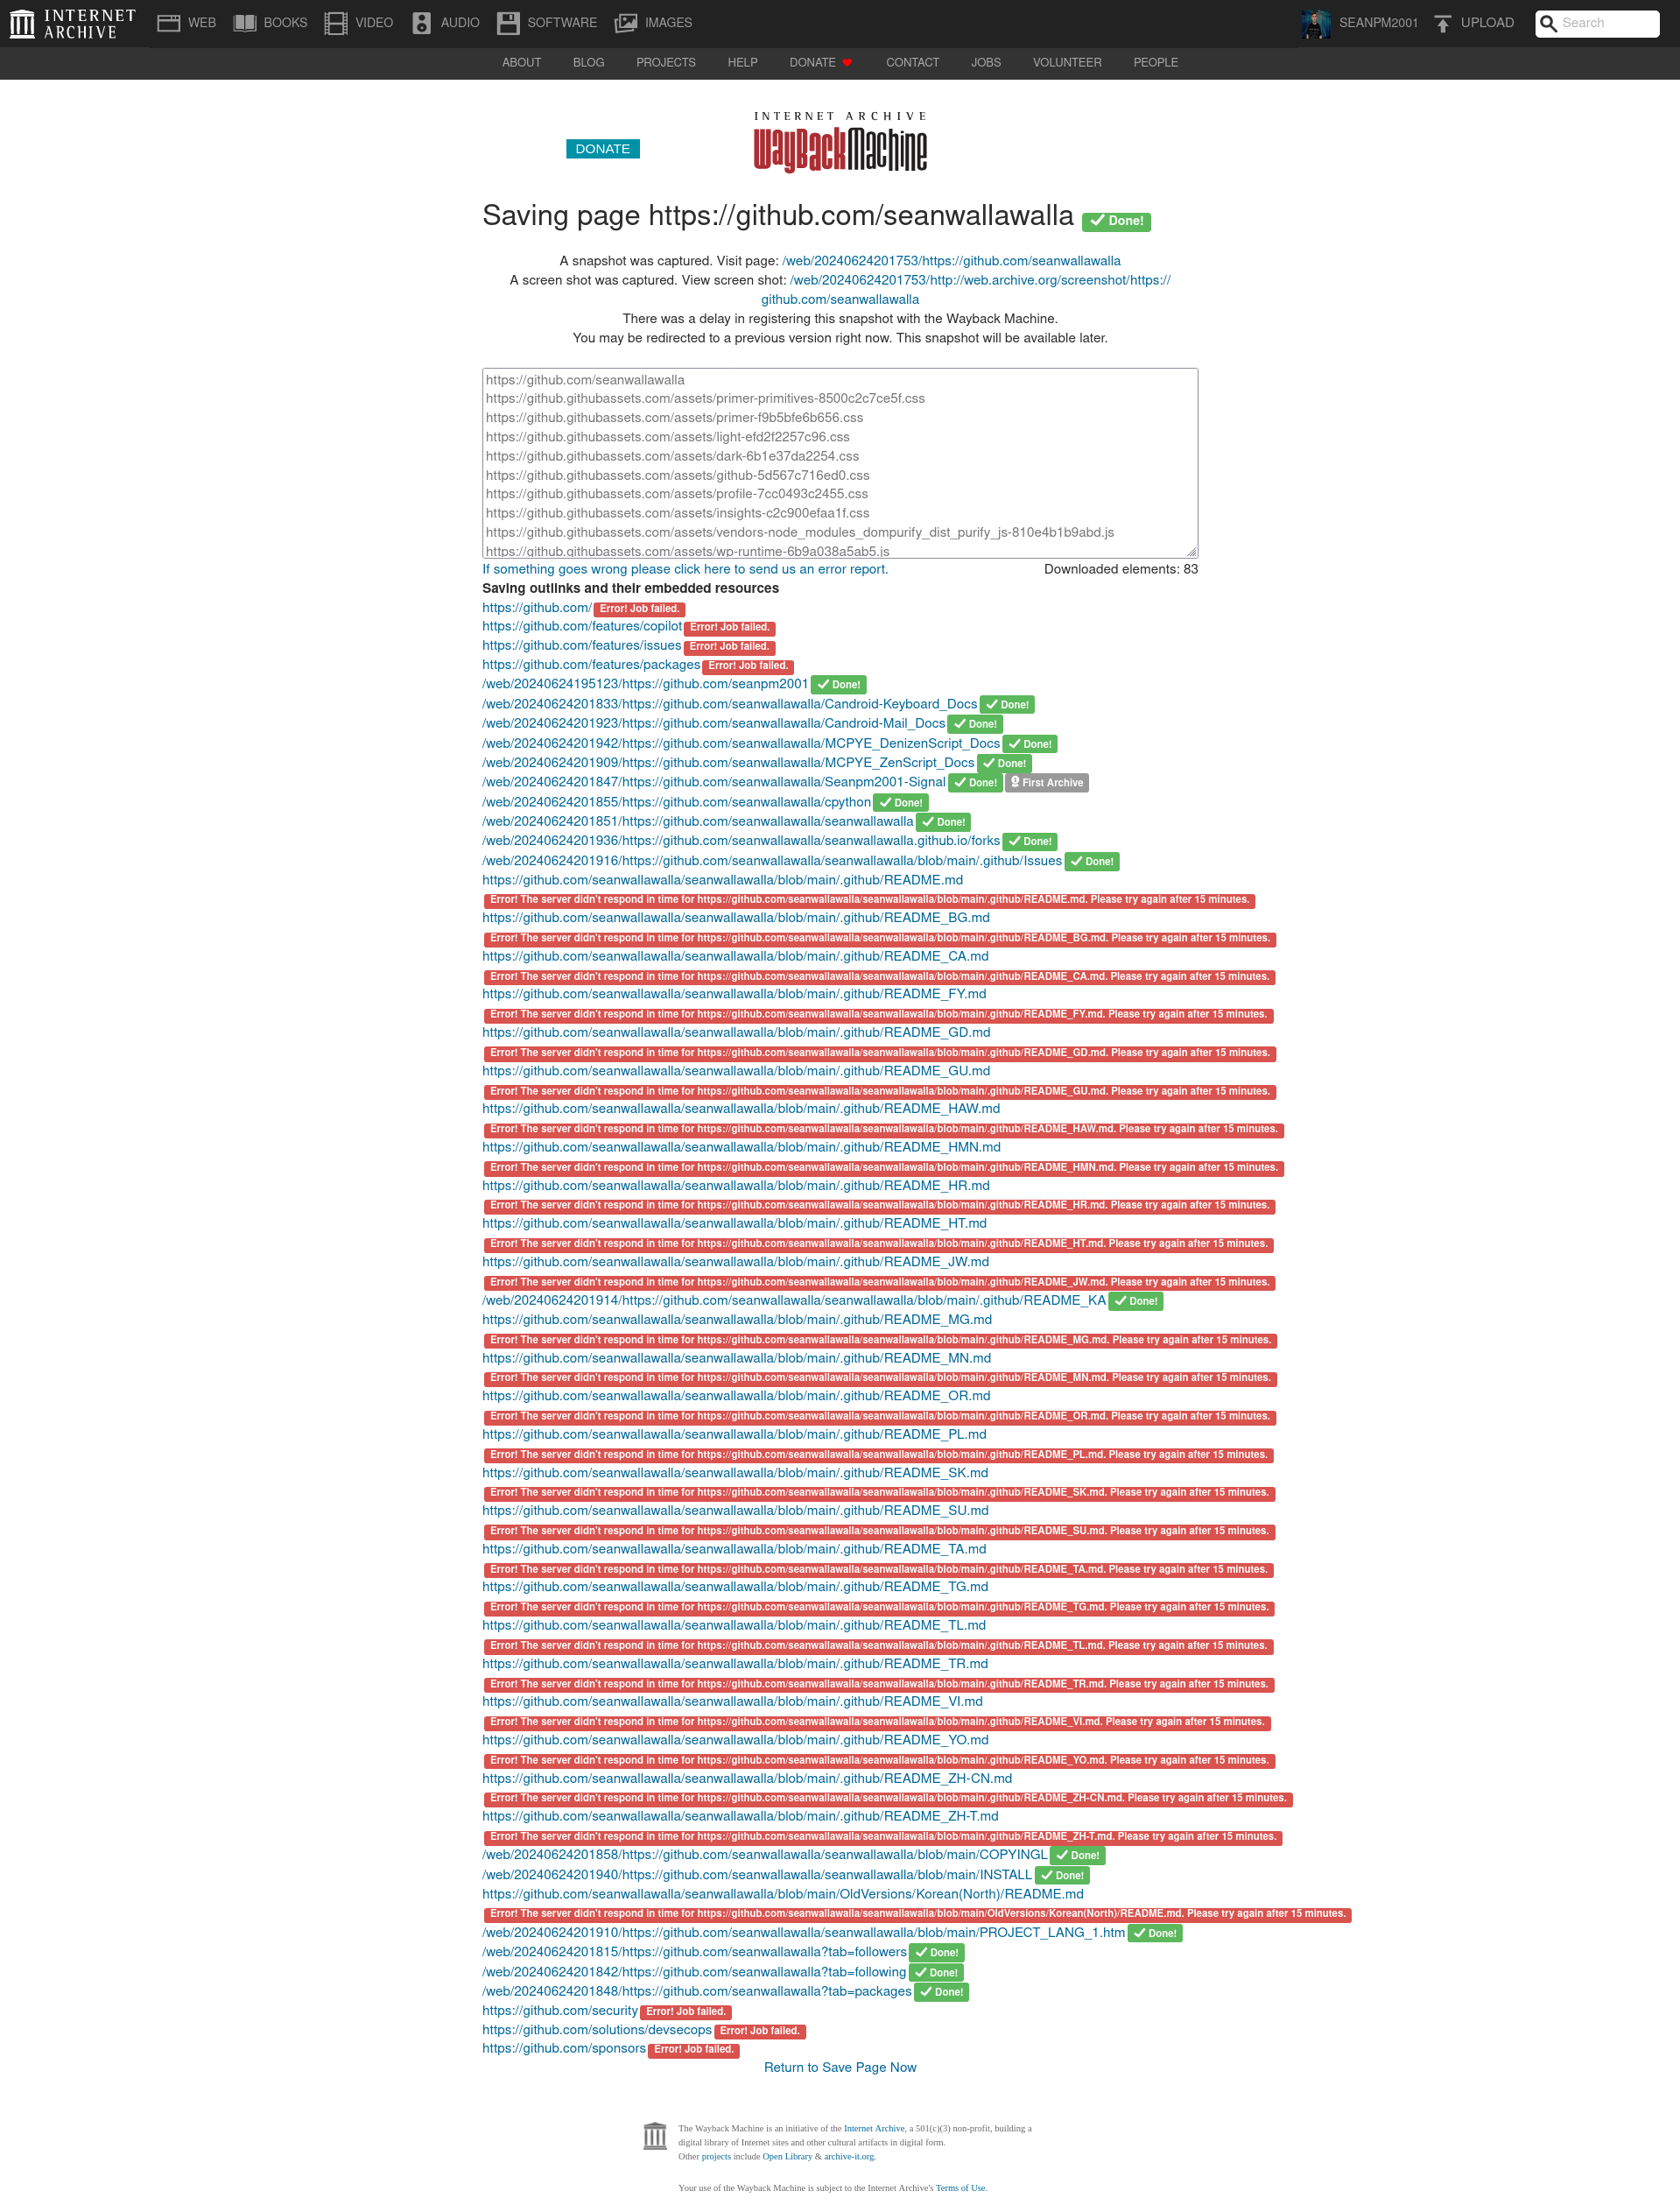 INTERNET ARCHIVE
WEB BOOKS VIDEO AUDIO SOFTWARE IMAGES SEANPM2001 UPLOAD Search
ABOUT BLOG PROJECTS HELP DONATE CONTACT JOBS VOLUNTEER PEOPLE
DONATE
INTERNET ARCHIVE
WayBackMachine
Saving page https://github.com/seanwallawalla Done!
A snapshot was captured. Visit page: /web/20240624201753/https://github.com/seanwallawalla
A screen shot was captured. View screen shot: /web/20240624201753/http://web.archive.org/screenshot/https://
github.com/seanwallawalla
There was a delay in registering this snapshot with the Wayback Machine.
You may be redirected to a previous version right now. This snapshot will be available later.
https://github.com/seanwallawalla
https://github.githubassets.com/assets/primer-primitives-8500c2c7ce5f.css
https://github.githubassets.com/assets/primer-f9b5bfe6b656.css
https://github.githubassets.com/assets/light-efd2f2257c96.css
https://github.githubassets.com/assets/dark-6b1e37da2254.css
https://github.githubassets.com/assets/github-5d567c716ed0.css
https://github.githubassets.com/assets/profile-7cc0493c2455.css
https://github.githubassets.com/assets/insights-c2c900efaa1f.css
https://github.githubassets.com/assets/vendors-node_modules_dompurify_dist_purify_js-810e4b1b9abd.js
https://github.githubassets.com/assets/wp-runtime-6b9a038a5ab5.js
If something goes wrong please click here to send us an error report. Downloaded elements: 83
Saving outlinks and their embedded resources
https://github.com/ Error! Job failed.
https://github.com/features/copilot Error! Job failed.
https://github.com/features/issues Error! Job failed.
https://github.com/features/packages Error! Job failed.
/web/20240624195123/https://github.com/seanpm2001 Done!
/web/20240624201833/https://github.com/seanwallawalla/Candroid-Keyboard_Docs Done!
/web/20240624201923/https://github.com/seanwallawalla/Candroid-Mail_Docs Done!
/web/20240624201942/https://github.com/seanwallawalla/MCPYE_DenizenScript_Docs Done!
/web/20240624201909/https://github.com/seanwallawalla/MCPYE_ZenScript_Docs Done!
/web/20240624201847/https://github.com/seanwallawalla/Seanpm2001-Signal Done! First Archive
/web/20240624201855/https://github.com/seanwallawalla/cpython Done!
/web/20240624201851/https://github.com/seanwallawalla/seanwallawalla Done!
/web/20240624201936/https://github.com/seanwallawalla/seanwallawalla.github.io/forks Done!
/web/20240624201916/https://github.com/seanwallawalla/seanwallawalla/blob/main/.github/Issues Done!
https://github.com/seanwallawalla/seanwallawalla/blob/main/.github/README.md
Error! The server didn't respond in time for https://github.com/seanwallawalla/seanwallawalla/blob/main/.github/README.md. Please try again after 15 minutes.
https://github.com/seanwallawalla/seanwallawalla/blob/main/.github/README_BG.md
Error! The server didn't respond in time for https://github.com/seanwallawalla/seanwallawalla/blob/main/.github/README_BG.md. Please try again after 15 minutes.
https://github.com/seanwallawalla/seanwallawalla/blob/main/.github/README_CA.md
Error! The server didn't respond in time for https://github.com/seanwallawalla/seanwallawalla/blob/main/.github/README_CA.md. Please try again after 15 minutes.
https://github.com/seanwallawalla/seanwallawalla/blob/main/.github/README_FY.md
Error! The server didn't respond in time for https://github.com/seanwallawalla/seanwallawalla/blob/main/.github/README_FY.md. Please try again after 15 minutes.
https://github.com/seanwallawalla/seanwallawalla/blob/main/.github/README_GD.md
Error! The server didn't respond in time for https://github.com/seanwallawalla/seanwallawalla/blob/main/.github/README_GD.md. Please try again after 15 minutes.
https://github.com/seanwallawalla/seanwallawalla/blob/main/.github/README_GU.md
Error! The server didn't respond in time for https://github.com/seanwallawalla/seanwallawalla/blob/main/.github/README_GU.md. Please try again after 15 minutes.
https://github.com/seanwallawalla/seanwallawalla/blob/main/.github/README_HAW.md
Error! The server didn't respond in time for https://github.com/seanwallawalla/seanwallawalla/blob/main/.github/README_HAW.md. Please try again after 15 minutes.
https://github.com/seanwallawalla/seanwallawalla/blob/main/.github/README_HMN.md
Error! The server didn't respond in time for https://github.com/seanwallawalla/seanwallawalla/blob/main/.github/README_HMN.md. Please try again after 15 minutes.
https://github.com/seanwallawalla/seanwallawalla/blob/main/.github/README_HR.md
Error! The server didn't respond in time for https://github.com/seanwallawalla/seanwallawalla/blob/main/.github/README_HR.md. Please try again after 15 minutes.
https://github.com/seanwallawalla/seanwallawalla/blob/main/.github/README_HT.md
Error! The server didn't respond in time for https://github.com/seanwallawalla/seanwallawalla/blob/main/.github/README_HT.md. Please try again after 15 minutes.
https://github.com/seanwallawalla/seanwallawalla/blob/main/.github/README_JW.md
Error! The server didn't respond in time for https://github.com/seanwallawalla/seanwallawalla/blob/main/.github/README_JW.md. Please try again after 15 minutes.
/web/20240624201914/https://github.com/seanwallawalla/seanwallawalla/blob/main/.github/README_KA Done!
https://github.com/seanwallawalla/seanwallawalla/blob/main/.github/README_MG.md
Error! The server didn't respond in time for https://github.com/seanwallawalla/seanwallawalla/blob/main/.github/README_MG.md. Please try again after 15 minutes.
https://github.com/seanwallawalla/seanwallawalla/blob/main/.github/README_MN.md
Error! The server didn't respond in time for https://github.com/seanwallawalla/seanwallawalla/blob/main/.github/README_MN.md. Please try again after 15 minutes.
https://github.com/seanwallawalla/seanwallawalla/blob/main/.github/README_OR.md
Error! The server didn't respond in time for https://github.com/seanwallawalla/seanwallawalla/blob/main/.github/README_OR.md. Please try again after 15 minutes.
https://github.com/seanwallawalla/seanwallawalla/blob/main/.github/README_PL.md
Error! The server didn't respond in time for https://github.com/seanwallawalla/seanwallawalla/blob/main/.github/README_PL.md. Please try again after 15 minutes.
https://github.com/seanwallawalla/seanwallawalla/blob/main/.github/README_SK.md
Error! The server didn't respond in time for https://github.com/seanwallawalla/seanwallawalla/blob/main/.github/README_SK.md. Please try again after 15 minutes.
https://github.com/seanwallawalla/seanwallawalla/blob/main/.github/README_SU.md
Error! The server didn't respond in time for https://github.com/seanwallawalla/seanwallawalla/blob/main/.github/README_SU.md. Please try again after 15 minutes.
https://github.com/seanwallawalla/seanwallawalla/blob/main/.github/README_TA.md
Error! The server didn't respond in time for https://github.com/seanwallawalla/seanwallawalla/blob/main/.github/README_TA.md. Please try again after 15 minutes.
https://github.com/seanwallawalla/seanwallawalla/blob/main/.github/README_TG.md
Error! The server didn't respond in time for https://github.com/seanwallawalla/seanwallawalla/blob/main/.github/README_TG.md. Please try again after 15 minutes.
https://github.com/seanwallawalla/seanwallawalla/blob/main/.github/README_TL.md
Error! The server didn't respond in time for https://github.com/seanwallawalla/seanwallawalla/blob/main/.github/README_TL.md. Please try again after 15 minutes.
https://github.com/seanwallawalla/seanwallawalla/blob/main/.github/README_TR.md
Error! The server didn't respond in time for https://github.com/seanwallawalla/seanwallawalla/blob/main/.github/README_TR.md. Please try again after 15 minutes.
https://github.com/seanwallawalla/seanwallawalla/blob/main/.github/README_VI.md
Error! The server didn't respond in time for https://github.com/seanwallawalla/seanwallawalla/blob/main/.github/README_VI.md. Please try again after 15 minutes.
https://github.com/seanwallawalla/seanwallawalla/blob/main/.github/README_YO.md
Error! The server didn't respond in time for https://github.com/seanwallawalla/seanwallawalla/blob/main/.github/README_YO.md. Please try again after 15 minutes.
https://github.com/seanwallawalla/seanwallawalla/blob/main/.github/README_ZH-CN.md
Error! The server didn't respond in time for https://github.com/seanwallawalla/seanwallawalla/blob/main/.github/README_ZH-CN.md. Please try again after 15 minutes.
https://github.com/seanwallawalla/seanwallawalla/blob/main/.github/README_ZH-T.md
Error! The server didn't respond in time for https://github.com/seanwallawalla/seanwallawalla/blob/main/.github/README_ZH-T.md. Please try again after 15 minutes.
/web/20240624201858/https://github.com/seanwallawalla/seanwallawalla/blob/main/COPYINGL Done!
/web/20240624201940/https://github.com/seanwallawalla/seanwallawalla/blob/main/INSTALL Done!
https://github.com/seanwallawalla/seanwallawalla/blob/main/OldVersions/Korean(North)/README.md
Error! The server didn't respond in time for https://github.com/seanwallawalla/seanwallawalla/blob/main/OldVersions/Korean(North)/README.md. Please try again after 15 minutes.
/web/20240624201910/https://github.com/seanwallawalla/seanwallawalla/blob/main/PROJECT_LANG_1.htm Done!
/web/20240624201815/https://github.com/seanwallawalla?tab=followers Done!
/web/20240624201842/https://github.com/seanwallawalla?tab=following Done!
/web/20240624201848/https://github.com/seanwallawalla?tab=packages Done!
https://github.com/security Error! Job failed.
https://github.com/solutions/devsecops Error! Job failed.
https://github.com/sponsors Error! Job failed.
Return to Save Page Now
The Wayback Machine is an initiative of the Internet Archive, a 501(c)(3) non-profit, building a
digital library of Internet sites and other cultural artifacts in digital form.
Other projects include Open Library & archive-it.org.
Your use of the Wayback Machine is subject to the Internet Archive's Terms of Use.